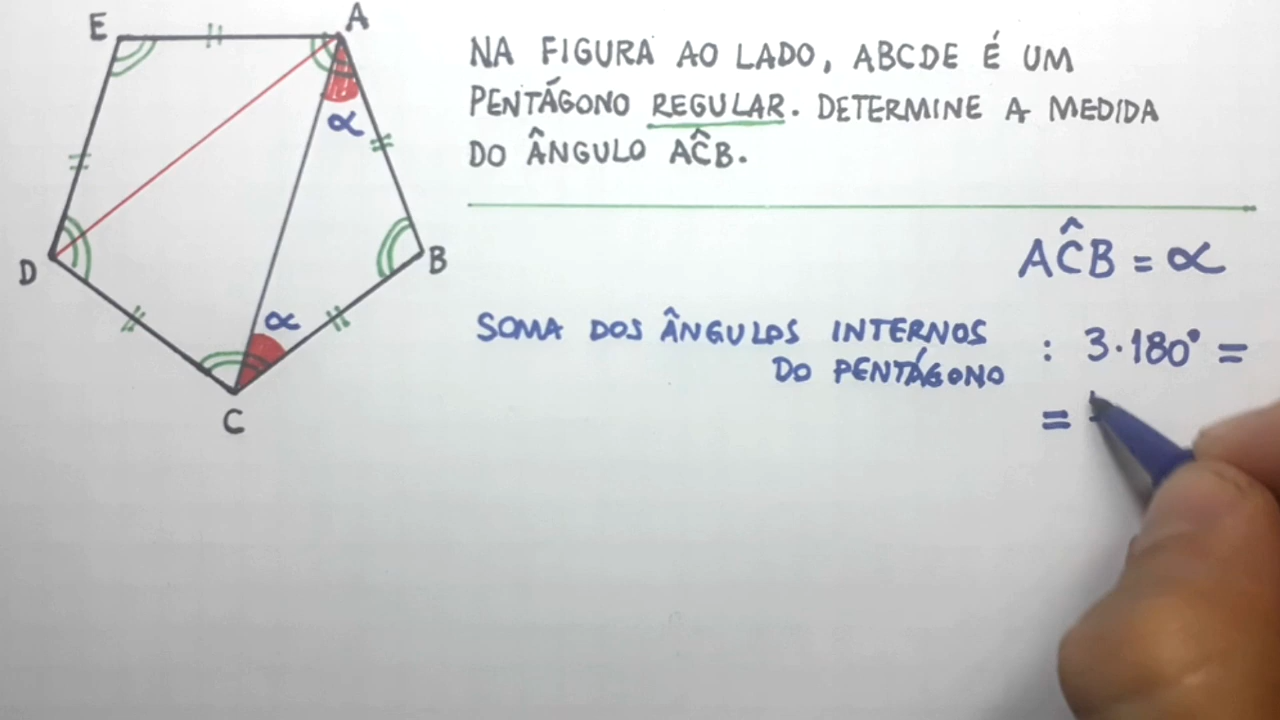 E
A
NA FIGURA AO LADO, ABCDE É UM
PENTÁGONO REGULAR. DETERMINE A MEDIDA
DO ÂNGULO AĈB.
α
D
B
AĈB = α
α
SOMA DOS ÂNGULOS INTERNOS
DO PENTÁGONO
: 3·180° =
=
C